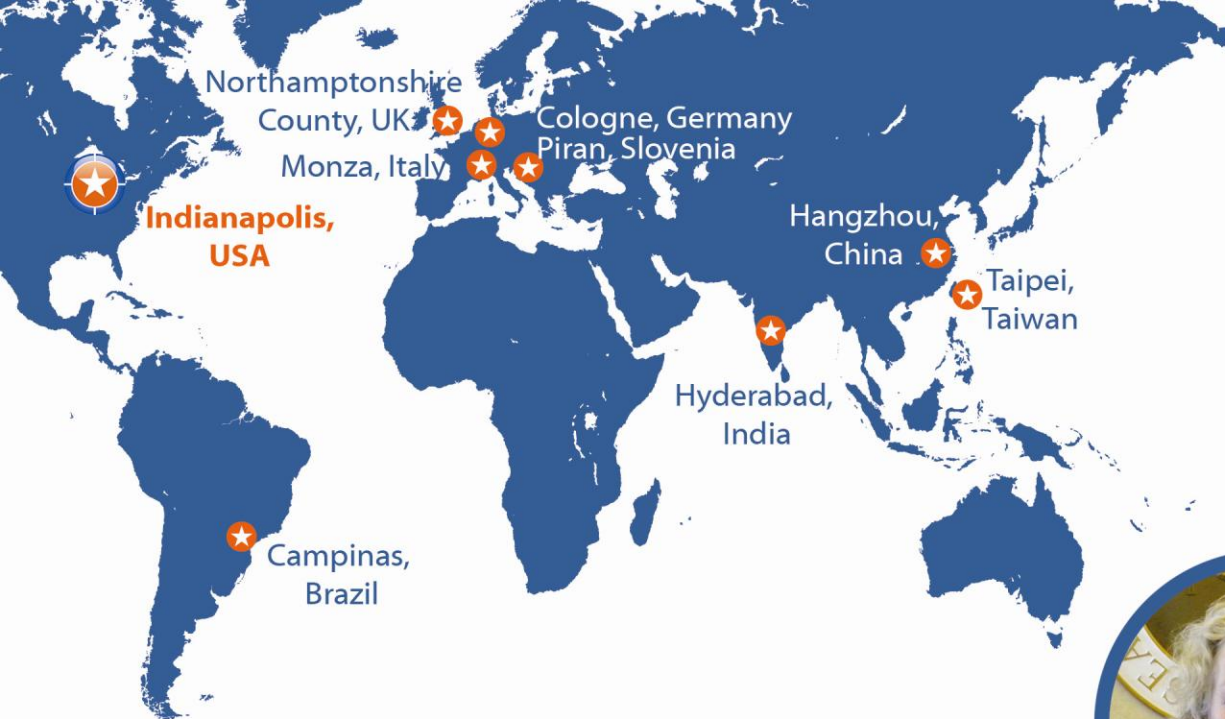 Northamptonshire
County, UK
Cologne, Germany
Piran, Slovenia
Monza, Italy
Indianapolis,
USA
Hangzhou,
China
Taipei,
Taiwan
Hyderabad,
India
Campinas,
Brazil
SEA